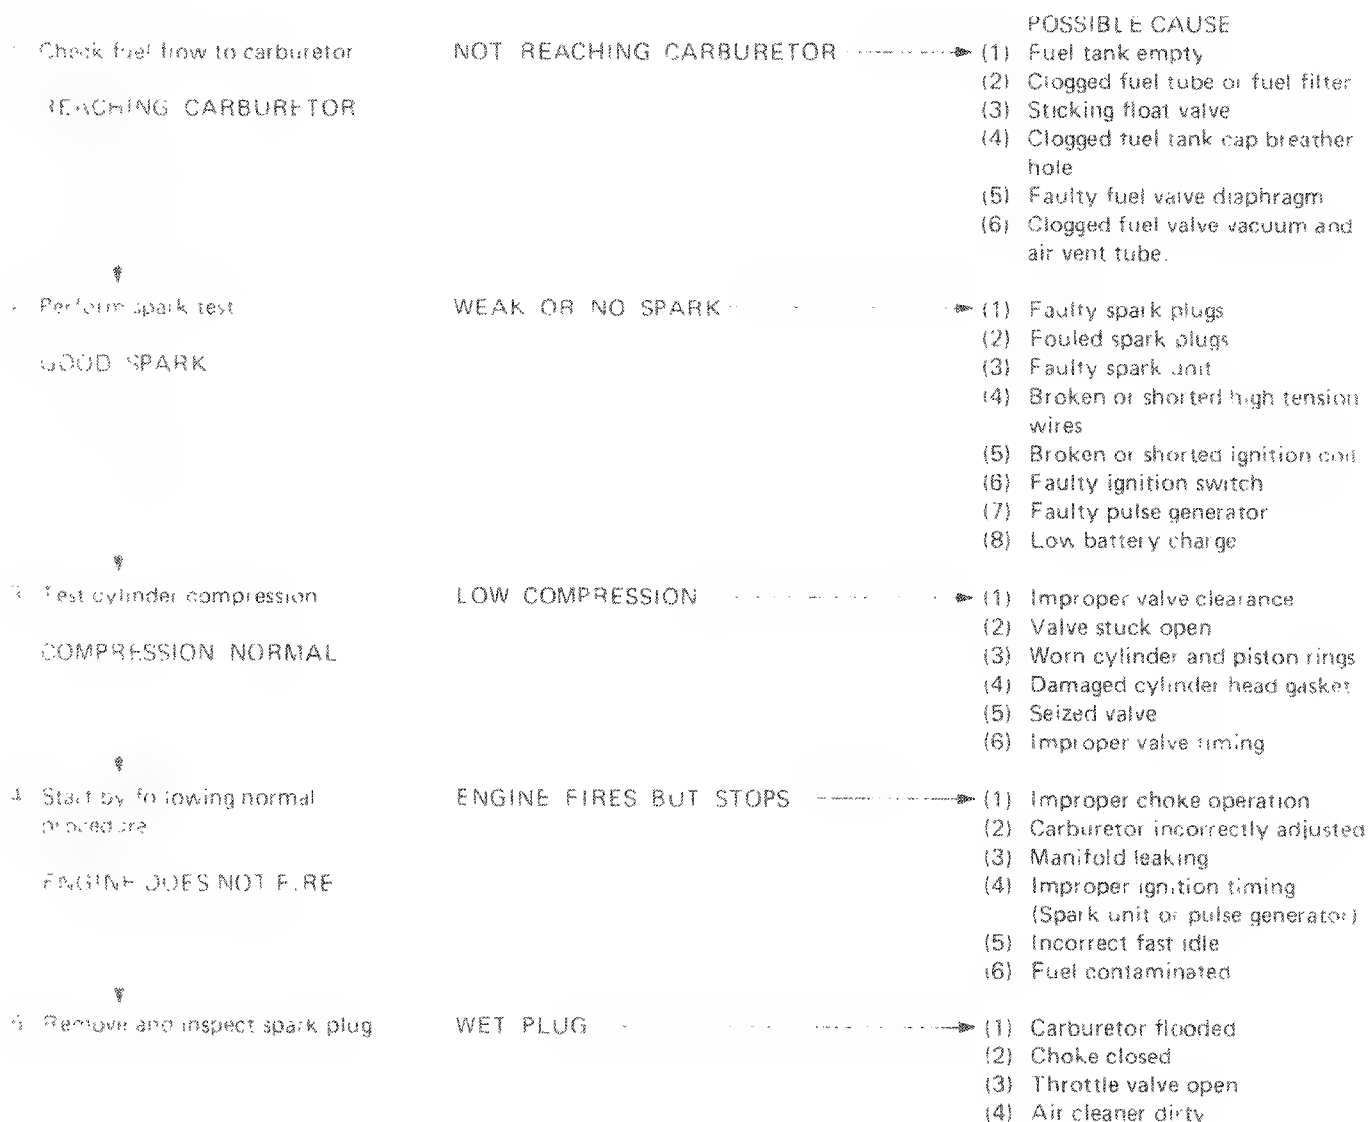 POSSIBLE CAUSE
Check fuel flow to carburetor NOT REACHING CARBURETOR (1) Fuel tank empty
(2) Clogged fuel tube or fuel filter
REACHING CARBURETOR (3) Sticking float valve
(4) Clogged fuel tank cap breather
hole
(5) Faulty fuel valve diaphragm
(6) Clogged fuel valve vacuum and
air vent tube.
Perform spark test WEAK OR NO SPARK (1) Faulty spark plugs
(2) Fouled spark plugs
GOOD SPARK (3) Faulty spark unit
(4) Broken or shorted high tension
wires
(5) Broken or shorted ignition coil
(6) Faulty ignition switch
(7) Faulty pulse generator
(8) Low battery charge
3 Test cylinder compression LOW COMPRESSION (1) Improper valve clearance
(2) Valve stuck open
COMPRESSION NORMAL (3) Worn cylinder and piston rings
(4) Damaged cylinder head gasket
(5) Seized valve
(6) Improper valve timing
4 Start by following normal ENGINE FIRES BUT STOPS (1) Improper choke operation
procedure (2) Carburetor incorrectly adjusted
(3) Manifold leaking
ENGINE DOES NOT FIRE (4) Improper ignition timing
(Spark unit or pulse generator)
(5) Incorrect fast idle
(6) Fuel contaminated
5 Remove and inspect spark plug WET PLUG (1) Carburetor flooded
(2) Choke closed
(3) Throttle valve open
(4) Air cleaner dirty